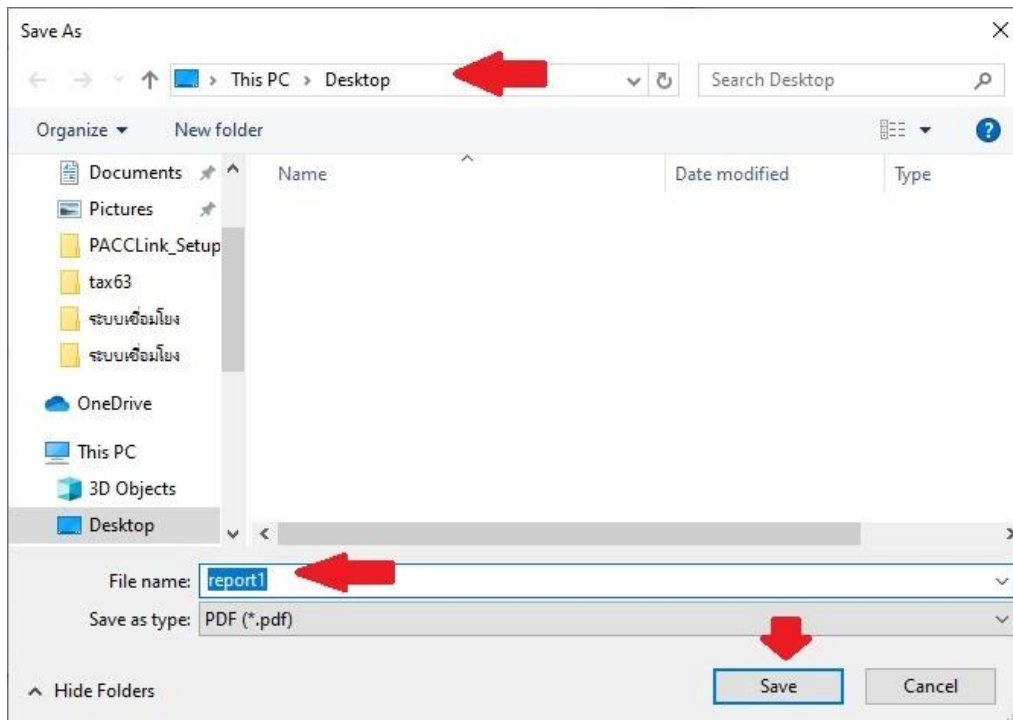 Save As
This PC > Desktop
Search Desktop
Organize
New folder
Name
Date modified
Type
Documents
Pictures
PACCLink_Setup
tax63
ระบบเชื่อมโยง
ระบบเชื่อมโยง
OneDrive
This PC
3D Objects
Desktop
File name: report1
Save as type: PDF (*.pdf)
Hide Folders
Save
Cancel